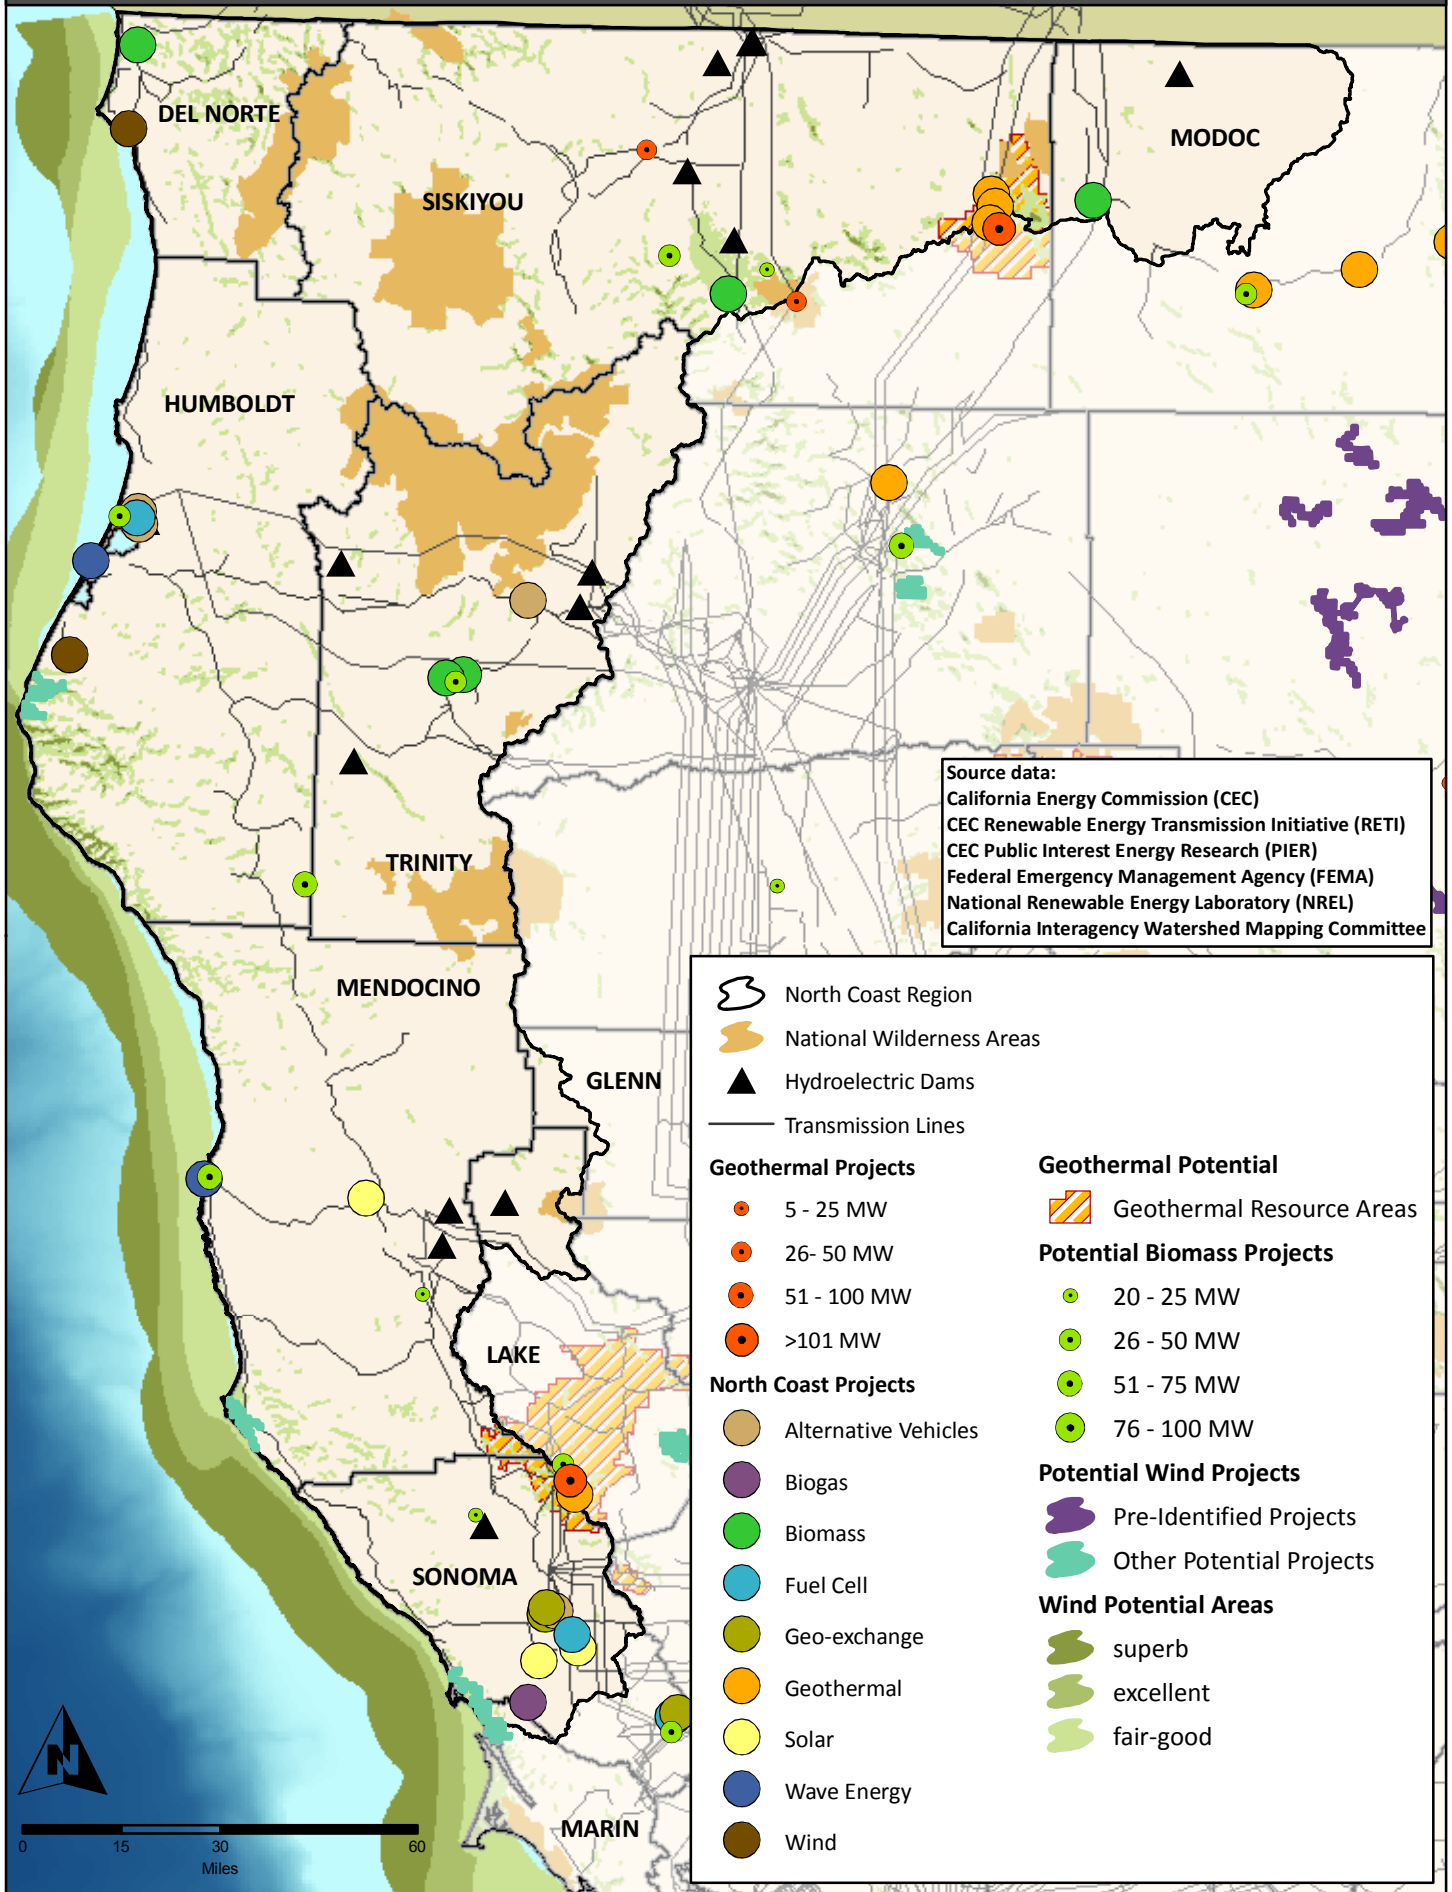 DEL NORTE
MODOC
SISKIYOU
HUMBOLDT
Source data:
California Energy Commission (CEC)
CEC Renewable Energy Transmission Initiative (RETI)
CEC Public Interest Energy Research (PIER)
Federal Emergency Management Agency (FEMA)
National Renewable Energy Laboratory (NREL)
California Interagency Watershed Mapping Committee
TRINITY
MENDOCINO
GLENN
LAKE
SONOMA
MARIN
North Coast Region
National Wilderness Areas
Hydroelectric Dams
Transmission Lines
Geothermal Projects
5 - 25 MW
26- 50 MW
51 - 100 MW
>101 MW
North Coast Projects
Alternative Vehicles
Biogas
Biomass
Fuel Cell
Geo-exchange
Geothermal
Solar
Wave Energy
Wind
Geothermal Potential
Geothermal Resource Areas
Potential Biomass Projects
20 - 25 MW
26 - 50 MW
51 - 75 MW
76 - 100 MW
Potential Wind Projects
Pre-Identified Projects
Other Potential Projects
Wind Potential Areas
superb
excellent
fair-good
N
0 15 30 60
Miles